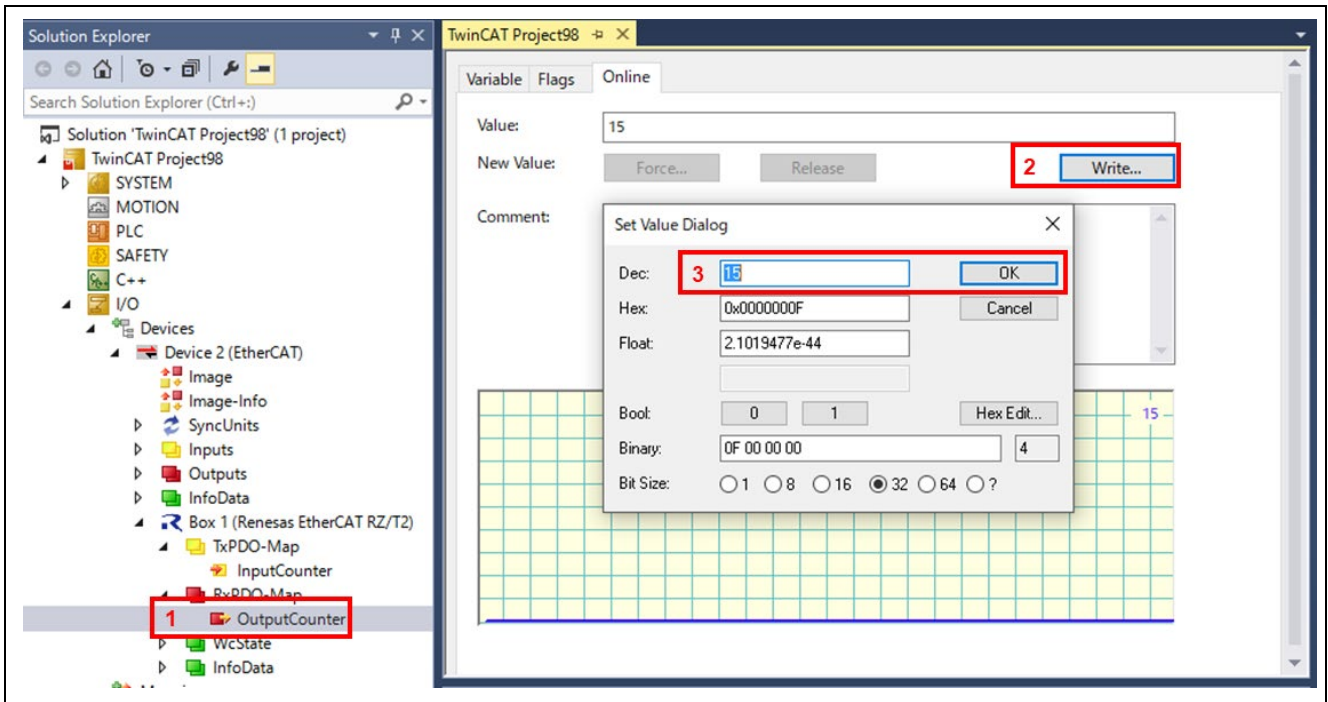 Solution Explorer
Search Solution Explorer (Ctrl+:)
Solution 'TwinCAT Project98' (1 project)
TwinCAT Project98
SYSTEM
MOTION
PLC
SAFETY
C++
I/O
Devices
Device 2 (EtherCAT)
Image
Image-Info
SyncUnits
Inputs
Outputs
InfoData
Box 1 (Renesas EtherCAT RZ/T2)
TxPDO-Map
InputCounter
RxPDO-Map
1 OutputCounter
WcState
InfoData
TwinCAT Project98
Variable Flags Online
Value: 15
New Value: Force... Release 2 Write...
Comment:
Set Value Dialog
Dec: 3 15 OK
Hex: 0x0000000F Cancel
Float: 2.1019477e-44
Bool: 0 1 Hex Edit...
Binary: 0F 00 00 00 4
Bit Size: 1 8 16 32 64 ?
15